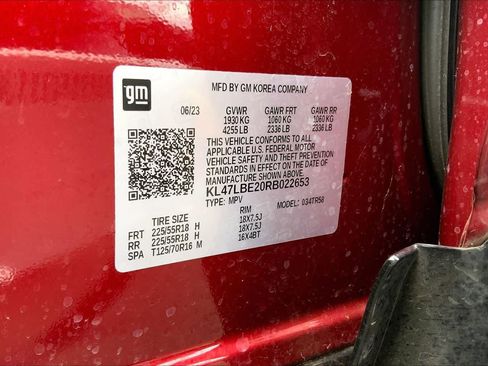 gm
MFD BY GM KOREA COMPANY
06/23 GVWR GAWR FRT GAWR RR
1930 KG 1060 KG 1060 KG
4255 LB 2336 LB 2336 LB
THIS VEHICLE CONFORMS TO ALL
APPLICABLE U.S. FEDERAL MOTOR
VEHICLE SAFETY AND THEFT PREVENTION
STANDARDS IN EFFECT ON THE DATE OF
MANUFACTURE SHOWN ABOVE.
KL47LBE20RB022653
TYPE: MPV MODEL: 034TR58
TIRE SIZE RIM
FRT 225/55R18 H 18X7.5J
RR 225/55R18 H 18X7.5J
SPA T125/70R16 M 16X4BT